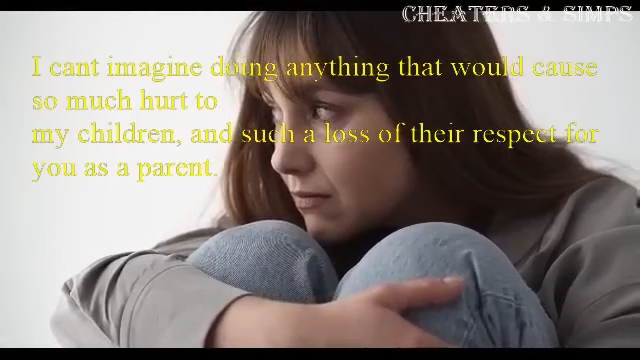 CHEATERS & SIMPS
I cant imagine doing anything that would cause
so much hurt to
my children, and such a loss of their respect for
you as a parent.